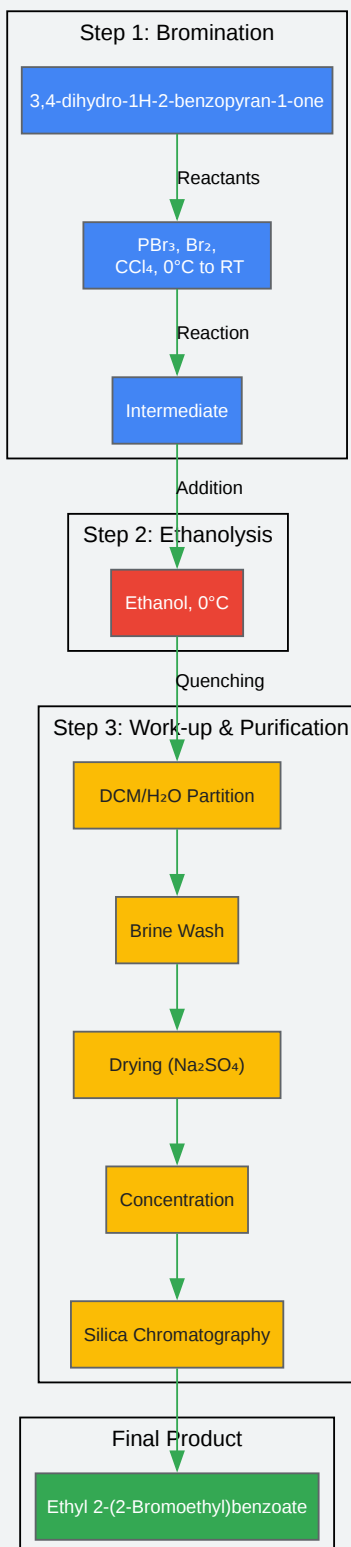 Step 1: Bromination
3,4-dihydro-1H-2-benzopyran-1-one
Reactants
PBr₃, Br₂,
CCl₄, 0°C to RT
Reaction
Intermediate
Addition
Step 2: Ethanolysis
Ethanol, 0°C
Quenching
Step 3: Work-up & Purification
DCM/H₂O Partition
Brine Wash
Drying (Na₂SO₄)
Concentration
Silica Chromatography
Final Product
Ethyl 2-(2-Bromoethyl)benzoate